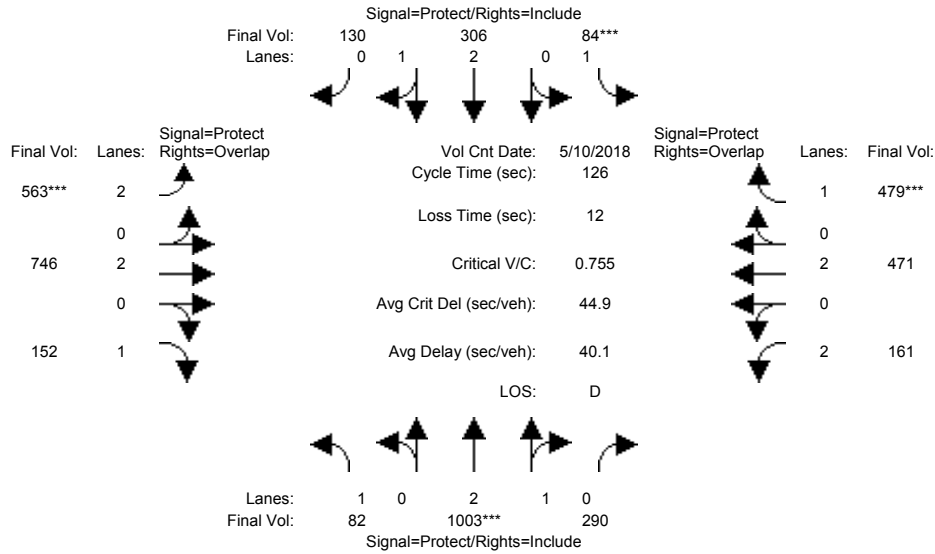 Signal=Protect/Rights=Include
Final Vol: 130 306 84***
Lanes: 0 1 2 0 1
Signal=Protect Signal=Protect
Final Vol: Lanes: Rights=Overlap Vol Cnt Date: 5/10/2018 Rights=Overlap Lanes: Final Vol:
Cycle Time (sec): 126
563*** 2 1 479***
Loss Time (sec): 12
0 0
746 2 Critical V/C: 0.755 2 471
0 Avg Crit Del (sec/veh): 44.9 0
152 1 Avg Delay (sec/veh): 40.1 2 161
LOS: D
Lanes: 1 0 2 1 0
Final Vol: 82 1003*** 290
Signal=Protect/Rights=Include